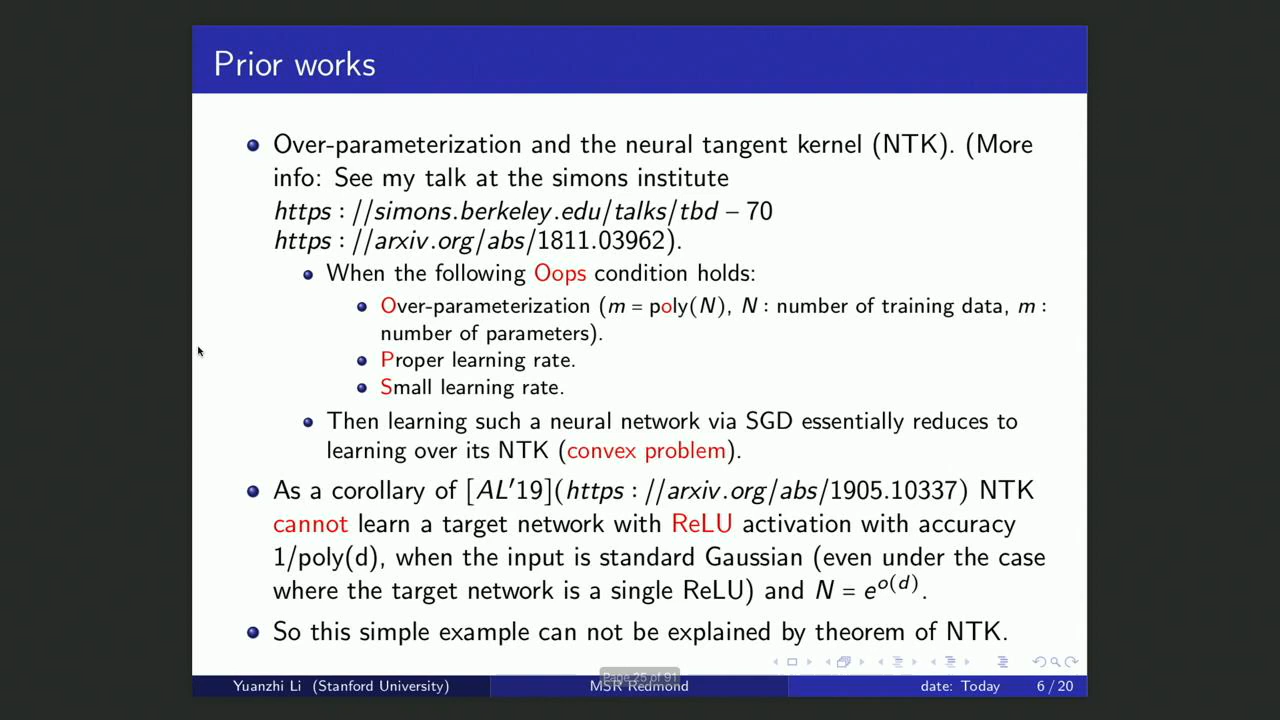 Prior works
Over-parameterization and the neural tangent kernel (NTK). (More
info: See my talk at the simons institute
https : //simons.berkeley.edu/talks/tbd − 70
https : //arxiv.org/abs/1811.03962).
When the following Oops condition holds:
Over-parameterization (m = poly(N), N : number of training data, m :
number of parameters).
Proper learning rate.
Small learning rate.
Then learning such a neural network via SGD essentially reduces to
learning over its NTK (convex problem).
As a corollary of [AL′19](https : //arxiv.org/abs/1905.10337) NTK
cannot learn a target network with ReLU activation with accuracy
1/poly(d), when the input is standard Gaussian (even under the case
where the target network is a single ReLU) and N = e^{o(d)}.
So this simple example can not be explained by theorem of NTK.
Page 25 of 91
Yuanzhi Li (Stanford University) MSR Redmond date: Today 6 / 20